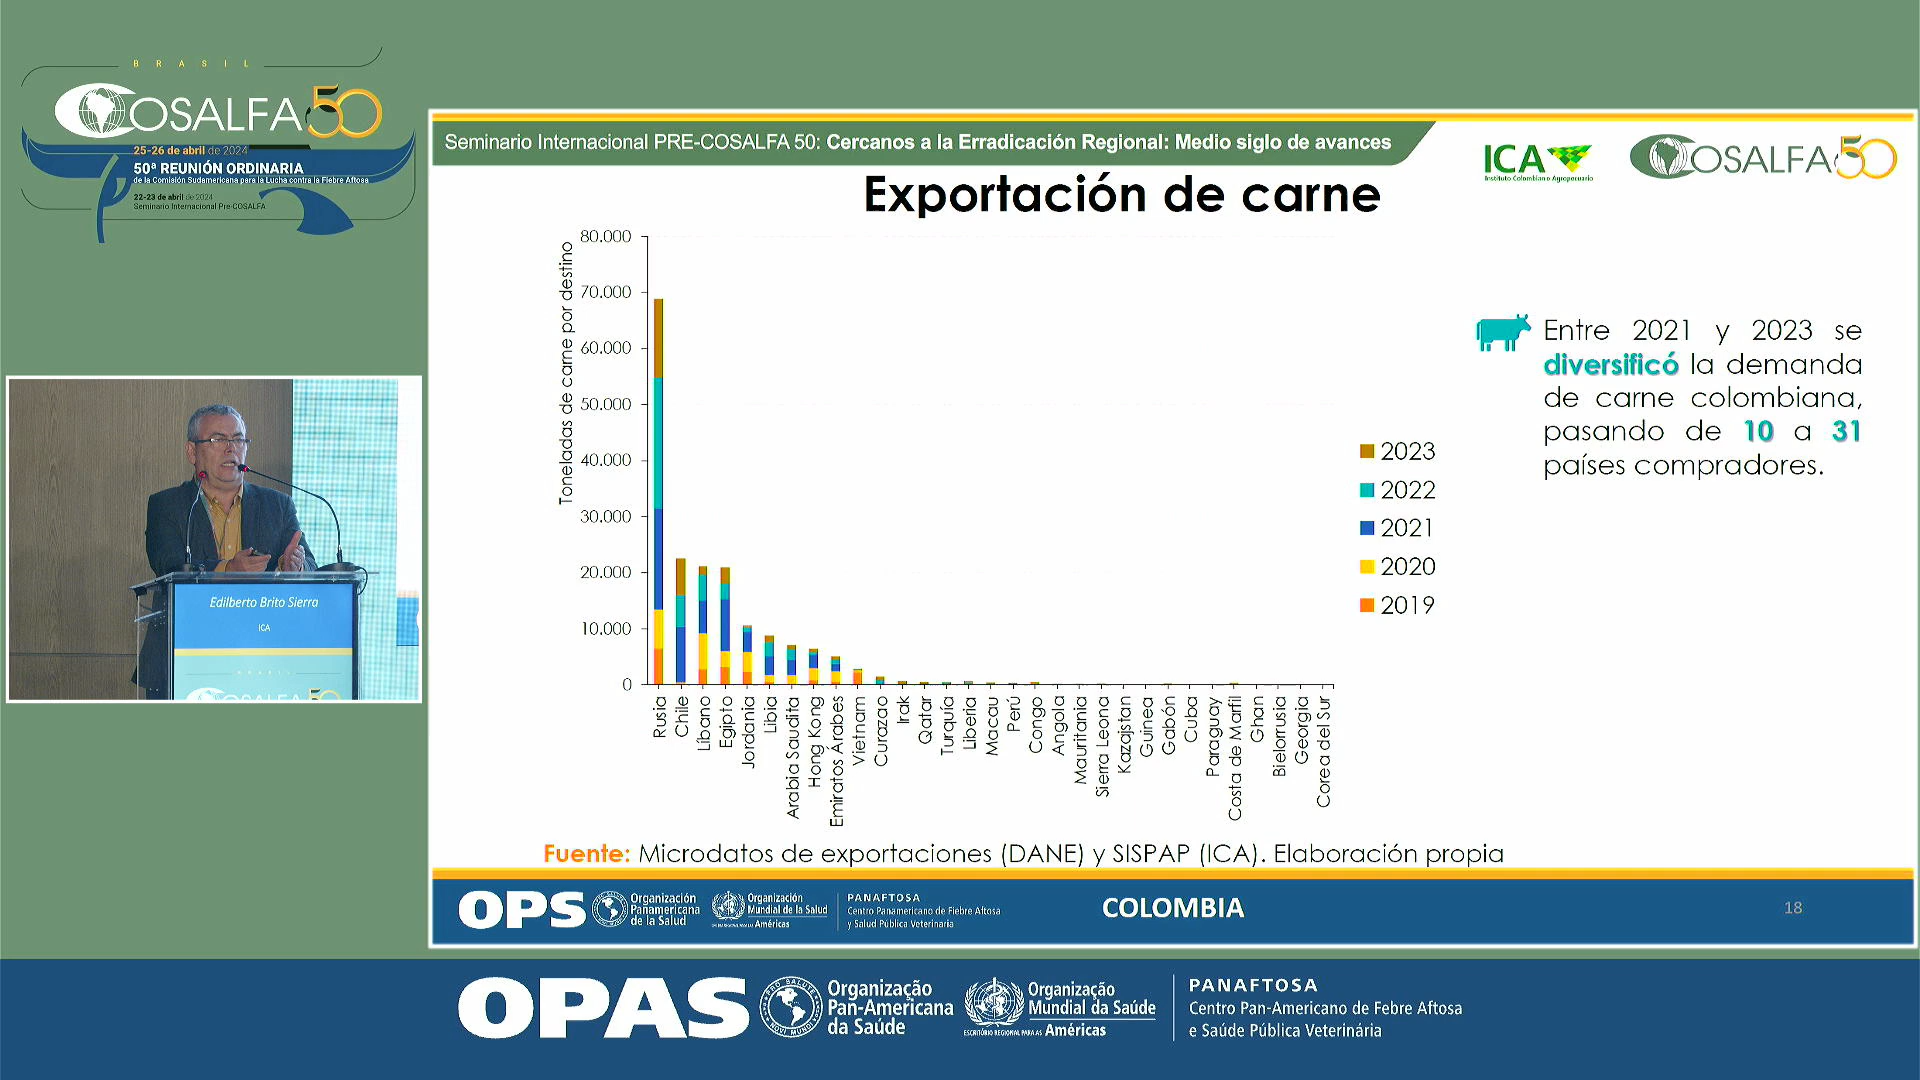 BRASIL
COSALFA 50
25-26 de abril de 2024
50ª REUNIÓN ORDINARIA
de la Comisión Sudamericana para la Lucha contra la Fiebre Aftosa
22-23 de abril de 2024
Seminario Internacional Pre-COSALFA
Seminario Internacional PRE-COSALFA 50: Cercanos a la Erradicación Regional: Medio siglo de avances
ICA
Instituto Colombiano Agropecuario
COSALFA 50
Exportación de carne
Toneladas de carne por destino
80.000
70.000
60.000
50.000
40.000
30.000
20.000
10.000
0
Rusia
Chile
Líbano
Egipto
Jordania
Libia
Arabia Saudita
Hong Kong
Emiratos Árabes
Vietnam
Curazao
Irak
Qatar
Turquía
Liberia
Macau
Perú
Congo
Angola
Mauritania
Sierra Leona
Kazajstan
Guinea
Gabón
Cuba
Paraguay
Costa de Marfil
Ghan
Bielorrusia
Georgia
Corea del Sur
2023
2022
2021
2020
2019
Entre 2021 y 2023 se
diversificó la demanda
de carne colombiana,
pasando de 10 a 31
países compradores.
Fuente: Microdatos de exportaciones (DANE) y SISPAP (ICA). Elaboración propia
Edilberto Brito Sierra
ICA
BRASIL
COSALFA 50
OPS
Organización
Panamericana
de la Salud
Organización
Mundial de la Salud
Américas
PANAFTOSA
Centro Panamericano de Fiebre Aftosa
y Salud Pública Veterinaria
COLOMBIA
18
OPAS
PRO SALUTE
NOVI MUNDI
Organização
Pan-Americana
da Saúde
Organização
Mundial da Saúde
ESCRITÓRIO REGIONAL PARA AS Américas
PANAFTOSA
Centro Pan-Americano de Febre Aftosa
e Saúde Pública Veterinária